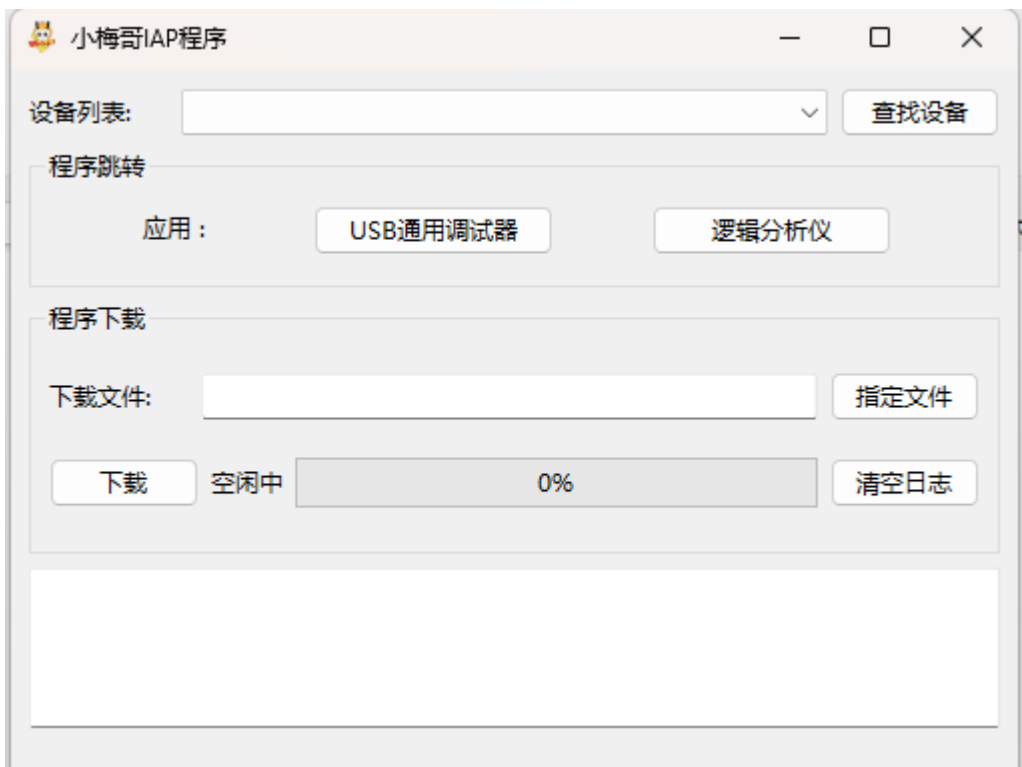 小梅哥IAP程序
设备列表: 查找设备
程序跳转
应用： USB通用调试器 逻辑分析仪
程序下载
下载文件: 指定文件
下载 空闲中 0% 清空日志